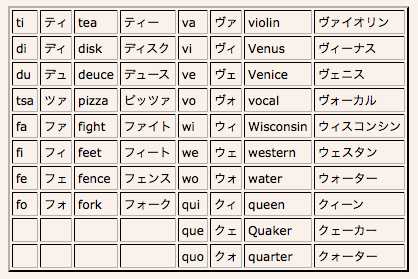 ti ティ tea ティー va ヴァ violin ヴァイオリン
di ディ disk ディスク vi ヴィ Venus ヴィーナス
du デュ deuce デュース ve ヴェ Venice ヴェニス
tsa ツァ pizza ピッツァ vo ヴォ vocal ヴォーカル
fa ファ fight ファイト wi ウィ Wisconsin ウィスコンシン
fi フィ feet フィート we ウェ western ウェスタン
fe フェ fence フェンス wo ウォ water ウォーター
fo フォ fork フォーク qui クィ queen クィーン
que クェ Quaker クェーカー
quo クォ quarter クォーター